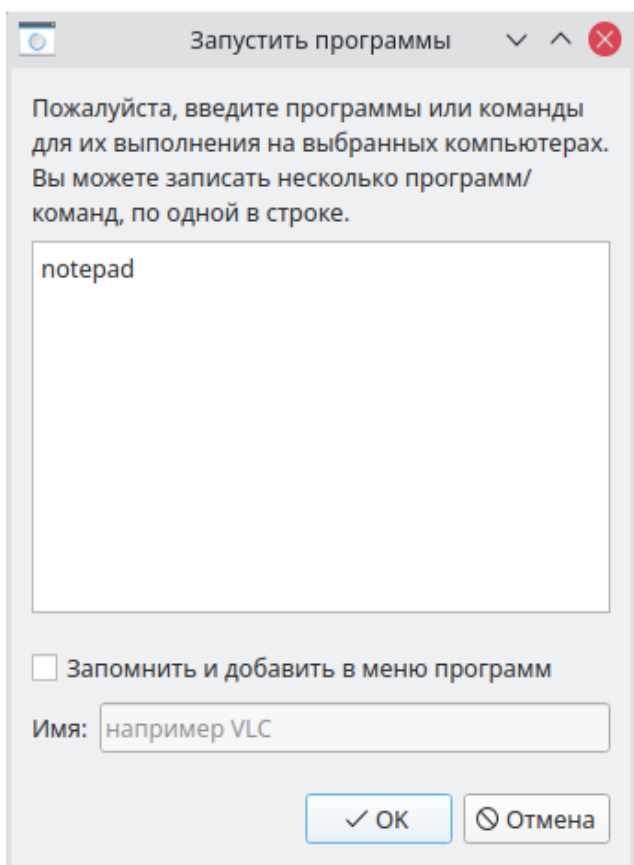 Запустить программы
Пожалуйста, введите программы или команды
для их выполнения на выбранных компьютерах.
Вы можете записать несколько программ/
команд, по одной в строке.
notepad
Запомнить и добавить в меню программ
Имя: например VLC
OK Отмена